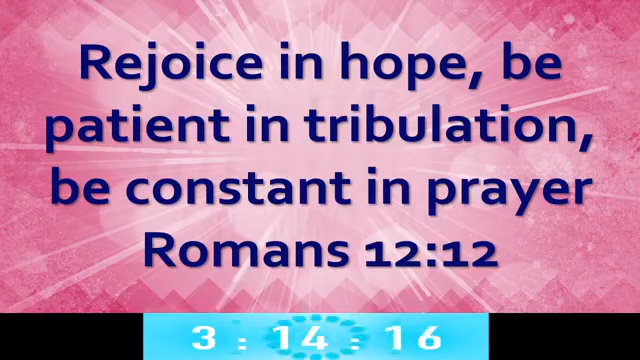 Rejoice in hope, be
patient in tribulation,
be constant in prayer
Romans 12:12
3 : 14 : 16